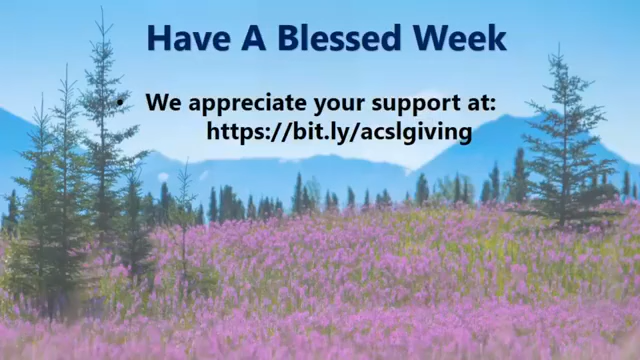 Have A Blessed Week
• We appreciate your support at:
https://bit.ly/acslgiving